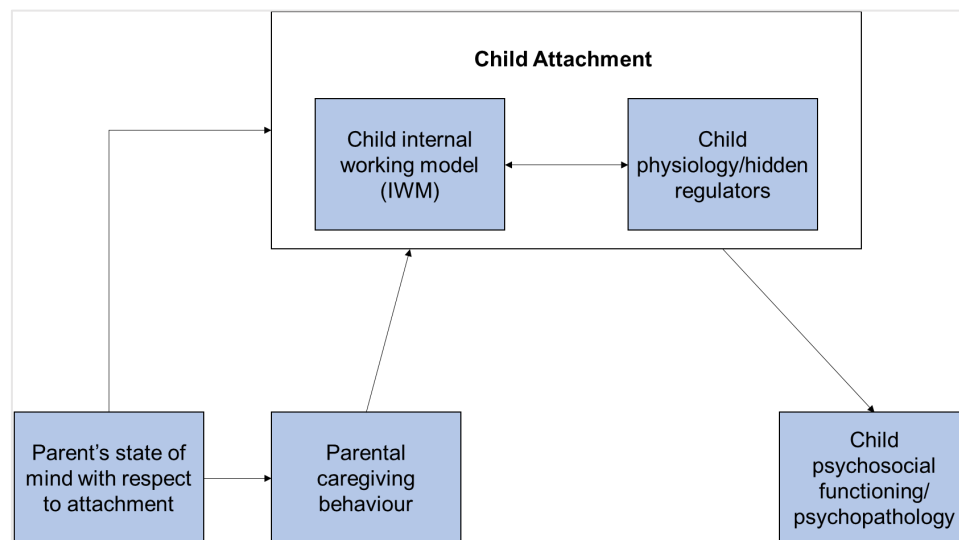 Child Attachment
Child internal
working model
(IWM)
Child
physiology/hidden
regulators
Parent’s state of
mind with respect
to attachment
Parental
caregiving
behaviour
Child
psychosocial
functioning/
psychopathology